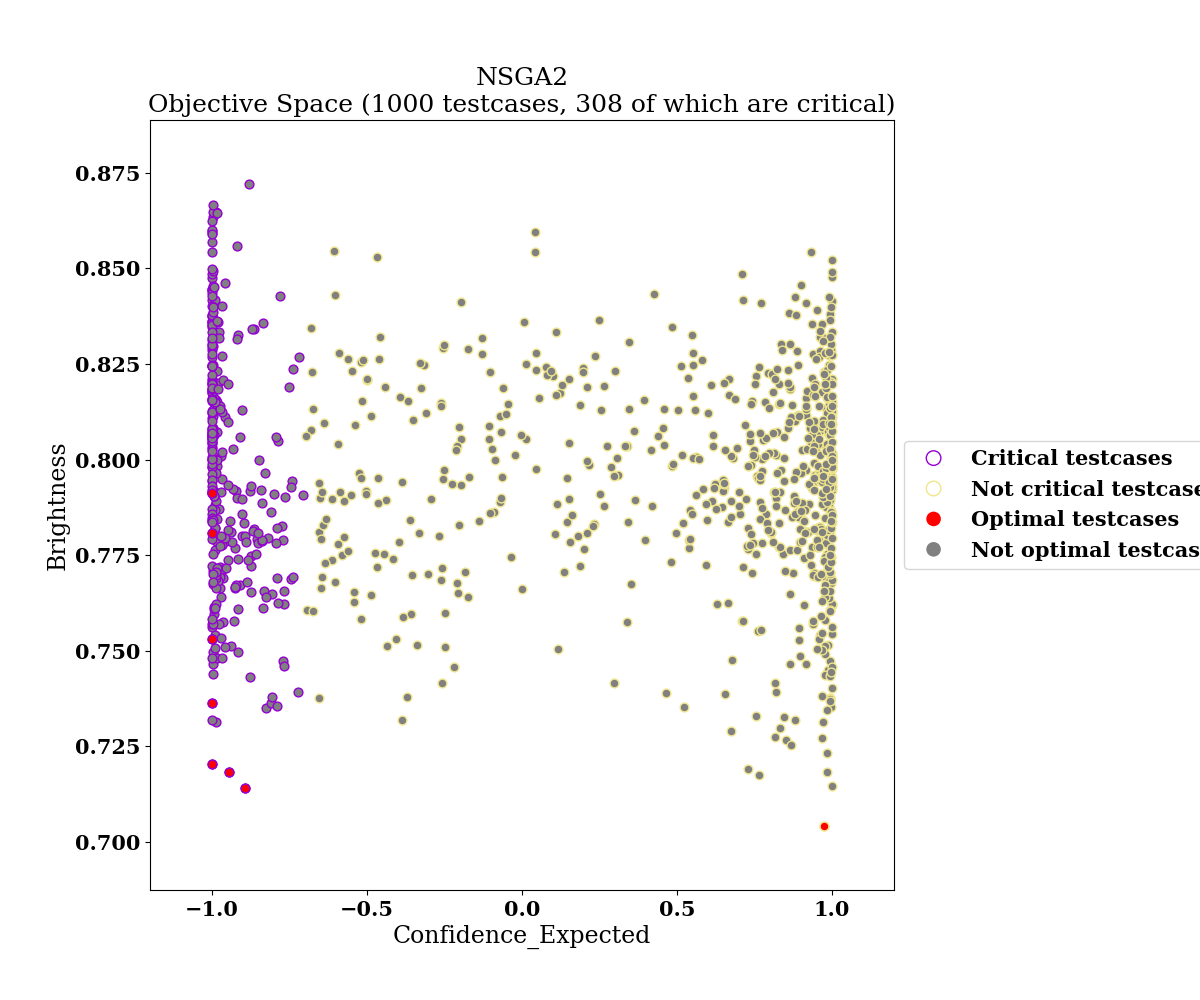 NSGA2
Objective Space (1000 testcases, 308 of which are critical)
0.875
0.850
0.825
0.800
0.775
0.750
0.725
0.700
Brightness
−1.0
−0.5
0.0
0.5
1.0
Confidence_Expected
Critical testcases
Not critical testcase
Optimal testcases
Not optimal testcas